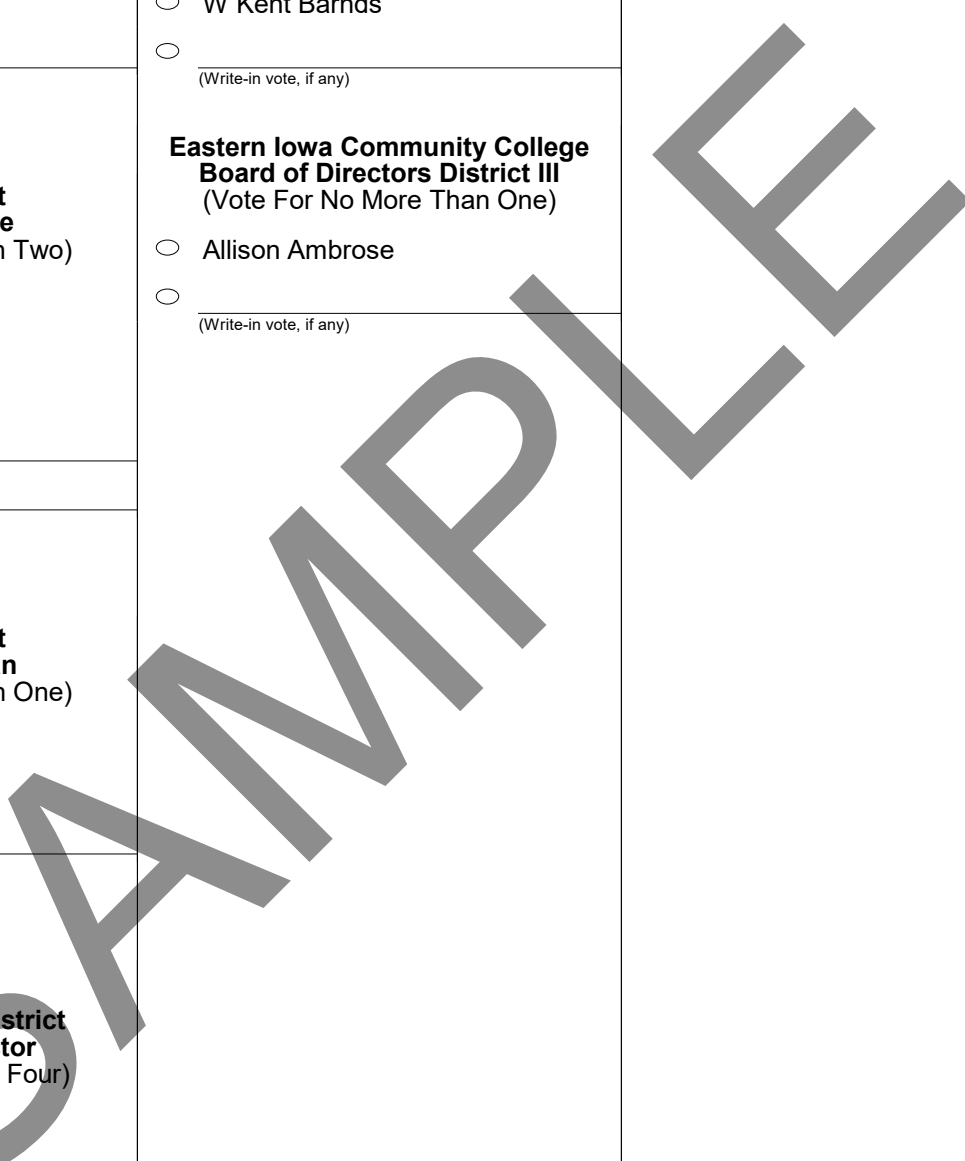 t
e
n Two)
t
n
n One)
strict
tor
Four)
W Kent Barnds
(Write-in vote, if any)
Eastern Iowa Community College
Board of Directors District III
(Vote For No More Than One)
Allison Ambrose
(Write-in vote, if any)
SAMPLE